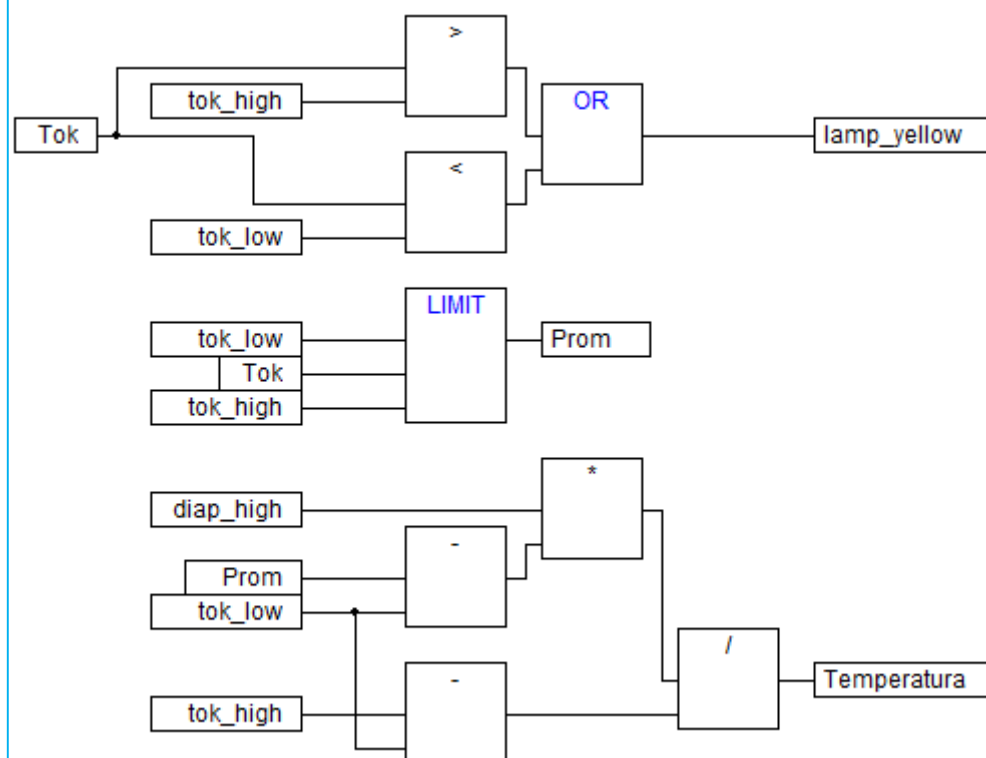 >
tok_high
OR
Tok
lamp_yellow
<
tok_low
LIMIT
tok_low
Prom
Tok
tok_high
*
diap_high
-
Prom
tok_low
/
-
Temperatura
tok_high